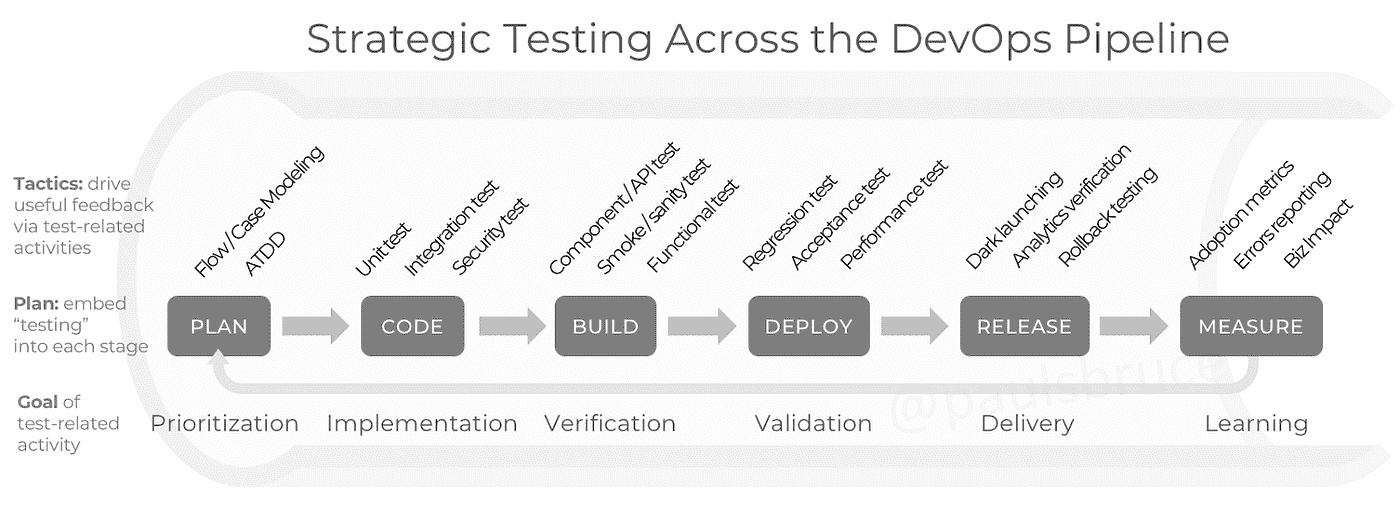 Strategic Testing Across the DevOps Pipeline
Tactics: drive
useful feedback
via test-related
activities
Flow / Case Modeling
ATDD
Unit test
Integration test
Security test
Component / API test
Smoke / sanity test
Functional test
Regression test
Acceptance test
Performance test
Dark launching
Analytics verification
Rollback testing
Adoption metrics
Errors reporting
Biz Impact
Plan: embed
“testing”
into each stage
PLAN
CODE
BUILD
DEPLOY
RELEASE
MEASURE
@paulsbruce
Goal of
test-related
activity
Prioritization
Implementation
Verification
Validation
Delivery
Learning